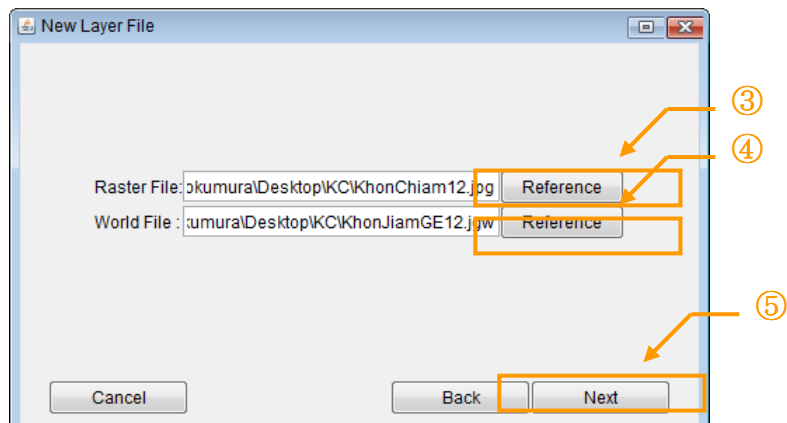 New Layer File
③
④
Raster File: okumura\Desktop\KC\KhonChiam12.jpg Reference
World File : umura\Desktop\KC\KhonJiamGE12.jgw Reference
⑤
Cancel Back Next